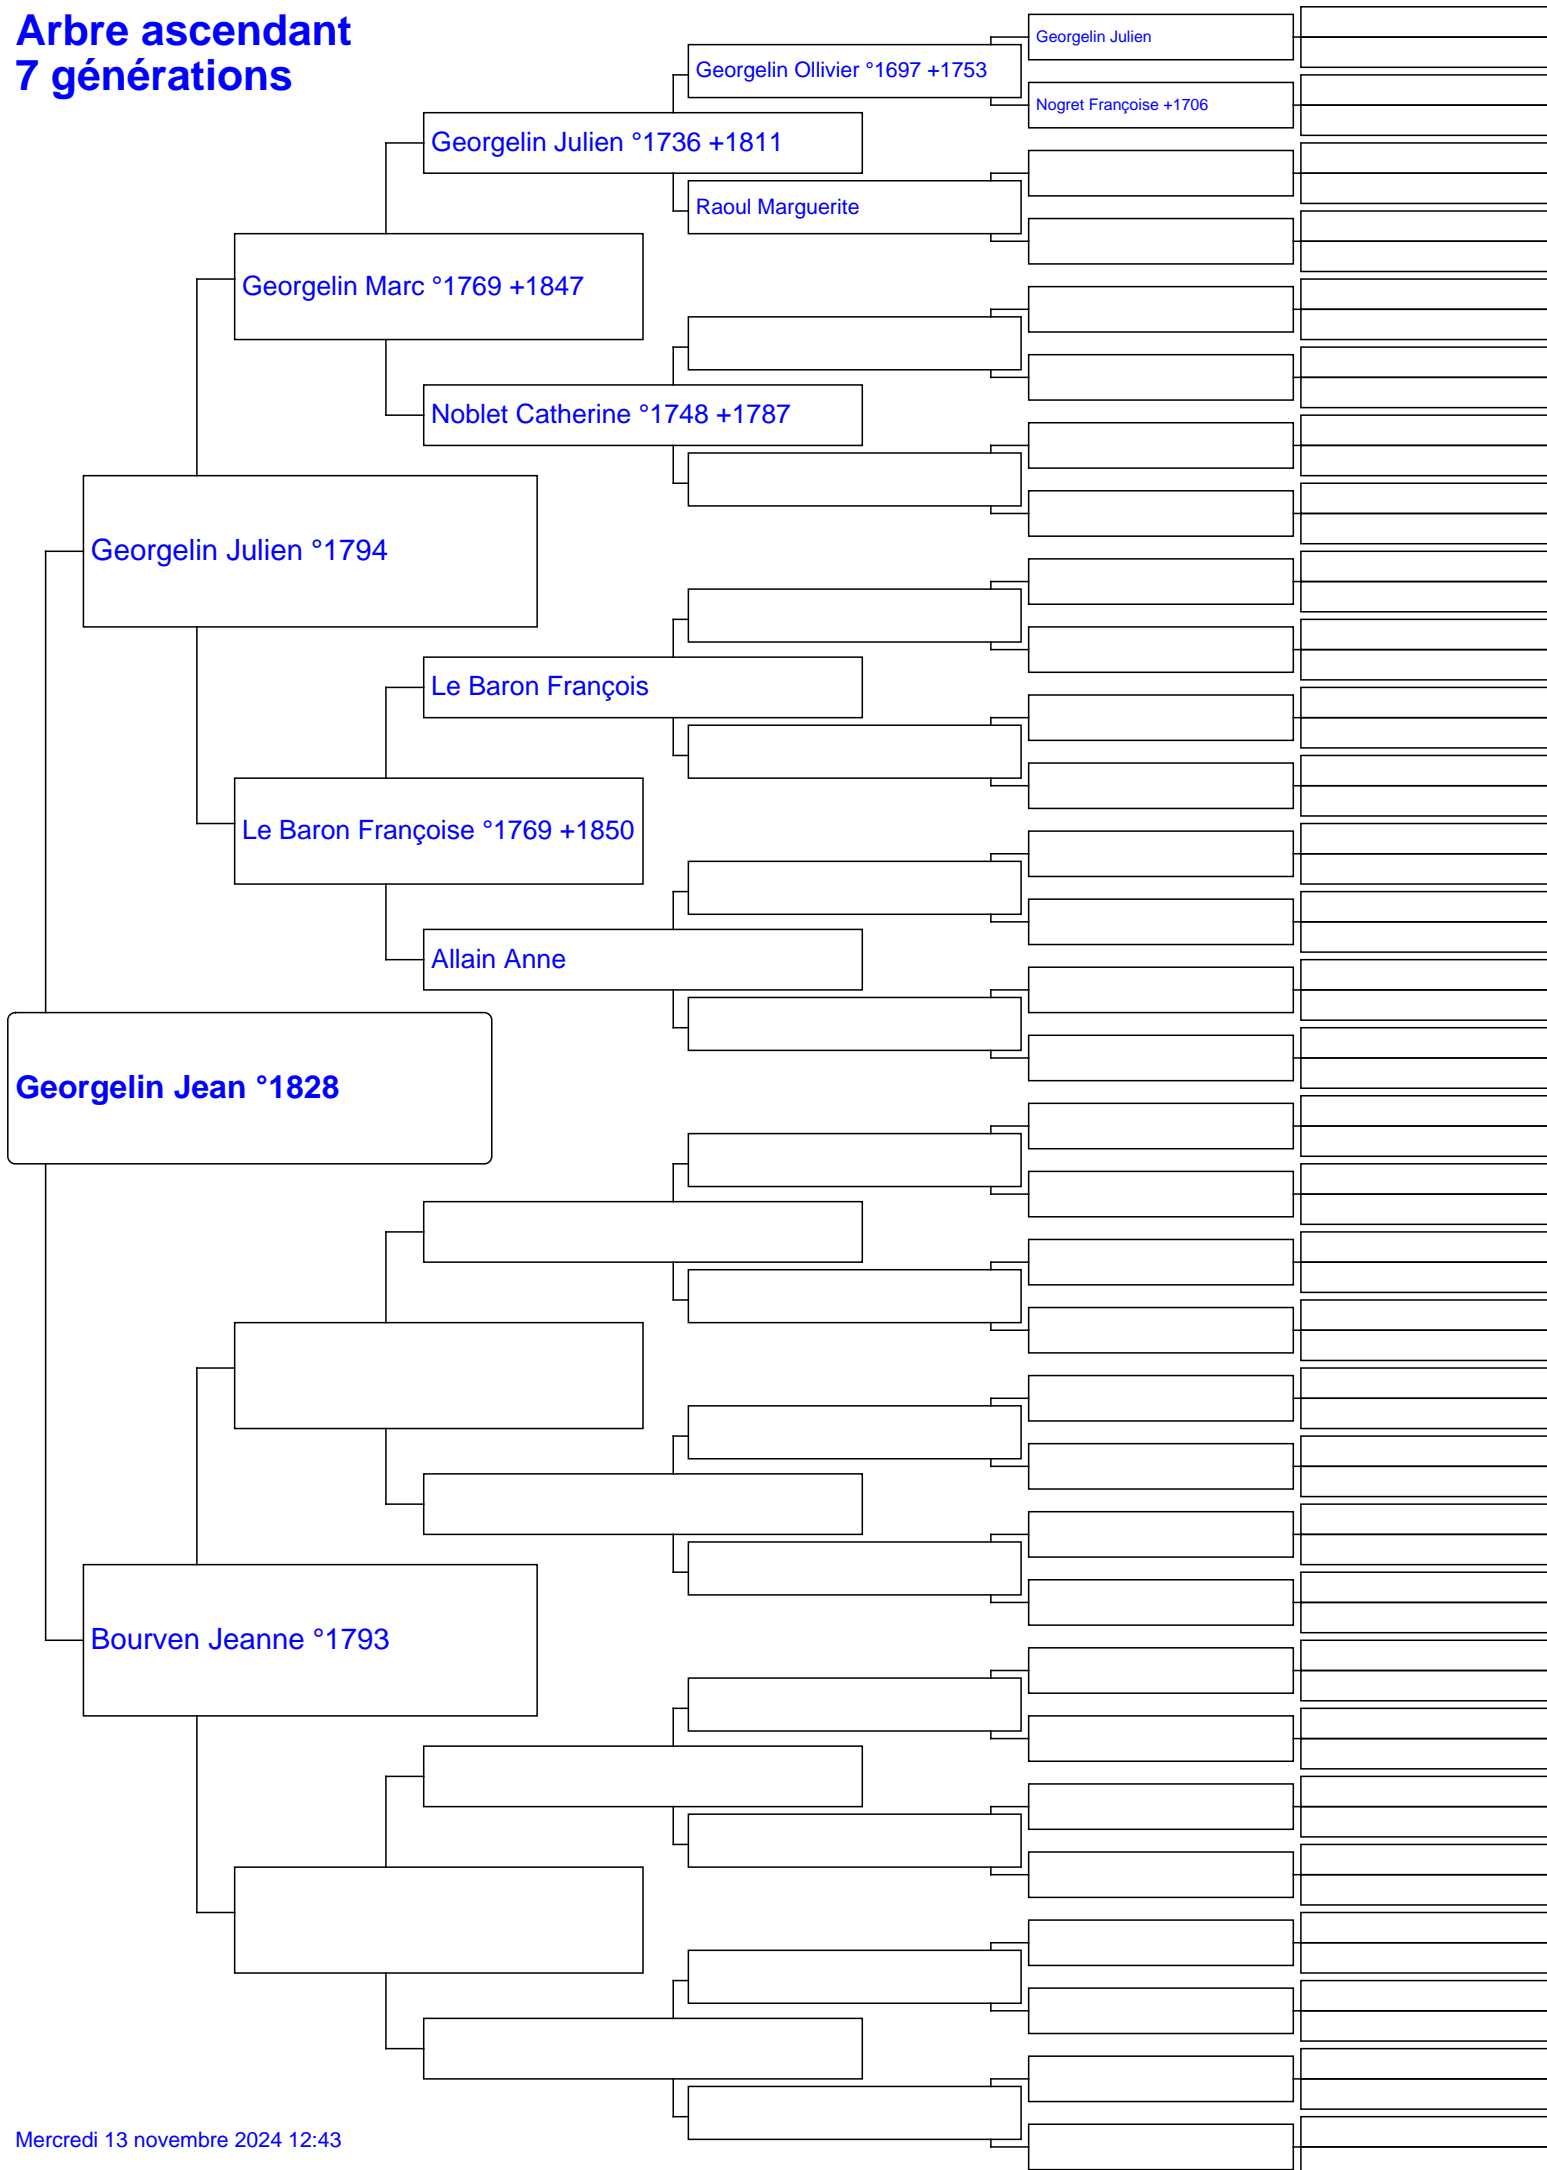 Arbre ascendant
7 générations
Georgelin Julien
Georgelin Ollivier °1697 +1753
Nogret Françoise +1706
Georgelin Julien °1736 +1811
Raoul Marguerite
Georgelin Marc °1769 +1847
Noblet Catherine °1748 +1787
Georgelin Julien °1794
Le Baron François
Le Baron Françoise °1769 +1850
Allain Anne
Georgelin Jean °1828
Bourven Jeanne °1793
Mercredi 13 novembre 2024 12:43